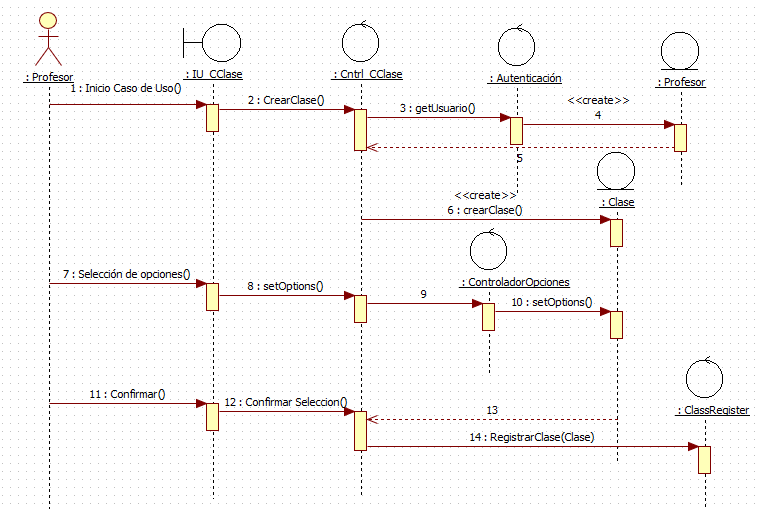 : Profesor
: IU_CClase
: Cntrl_CClase
: Autenticación
: Profesor
1 : Inicio Caso de Uso()
2 : CrearClase()
3 : getUsuario()
<<create>>
4
5
: Clase
<<create>>
6 : crearClase()
7 : Selección de opciones()
8 : setOptions()
: ControladorOpciones
9
10 : setOptions()
11 : Confirmar()
12 : Confirmar Seleccion()
13
: ClassRegister
14 : RegistrarClase(Clase)